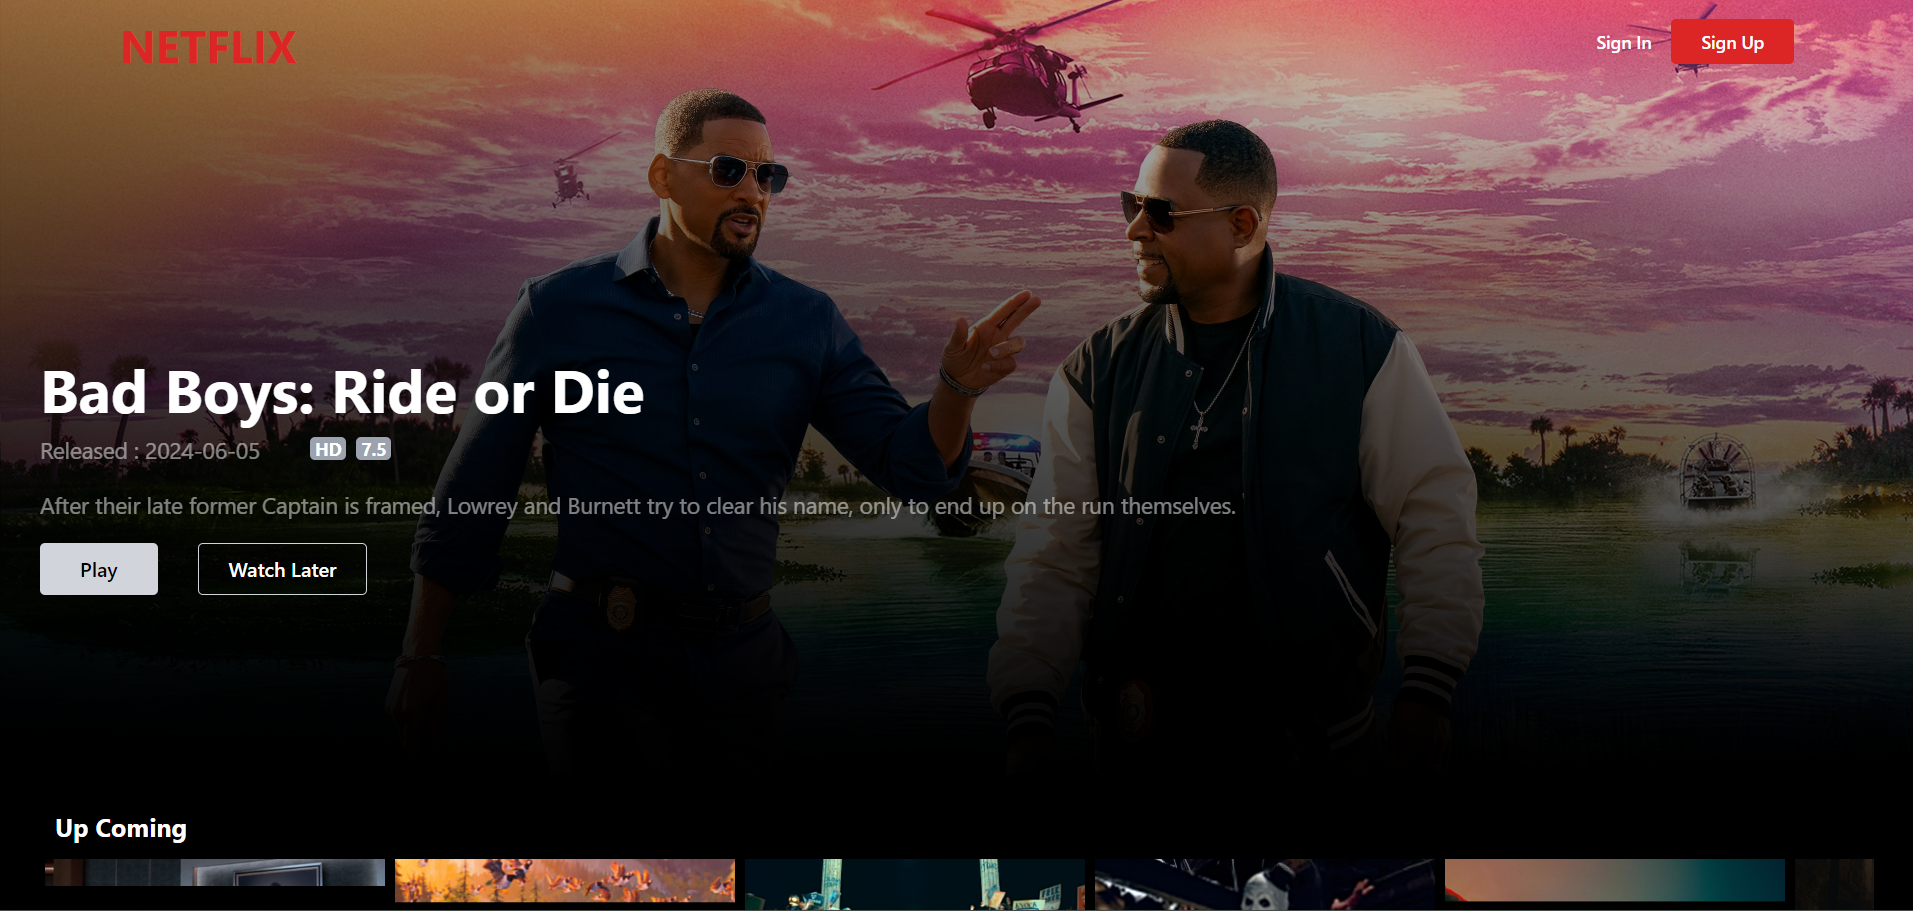 NETFLIX
Sign In
Sign Up
Bad Boys: Ride or Die
Released : 2024-06-05
HD
7.5
After their late former Captain is framed, Lowrey and Burnett try to clear his name, only to end up on the run themselves.
Play
Watch Later
Up Coming